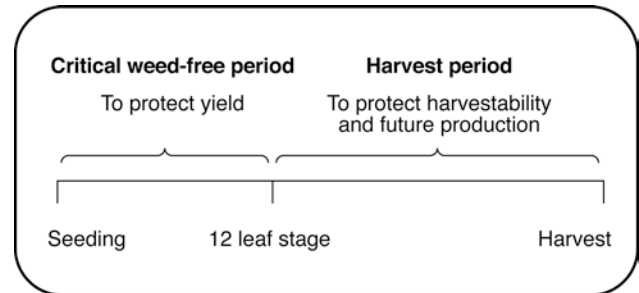 Critical weed-free period
To protect yield
Harvest period
To protect harvestability
and future production
Seeding
12 leaf stage
Harvest